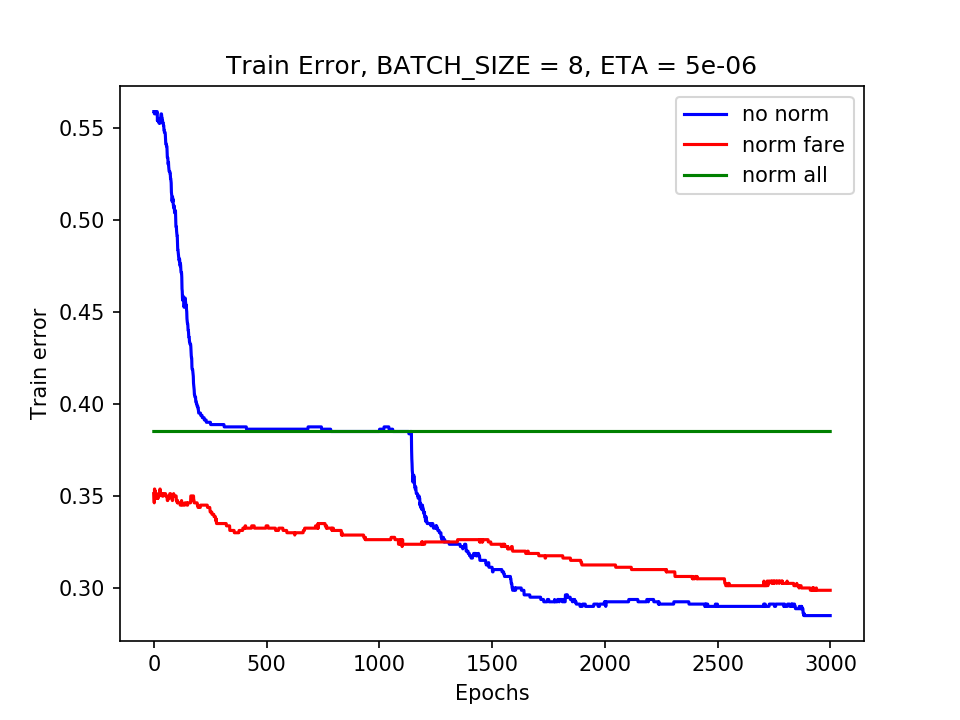 Train Error, BATCH_SIZE = 8, ETA = 5e-06
no norm
norm fare
norm all
Train error
0.55
0.50
0.45
0.40
0.35
0.30
0
500
1000
1500
2000
2500
3000
Epochs